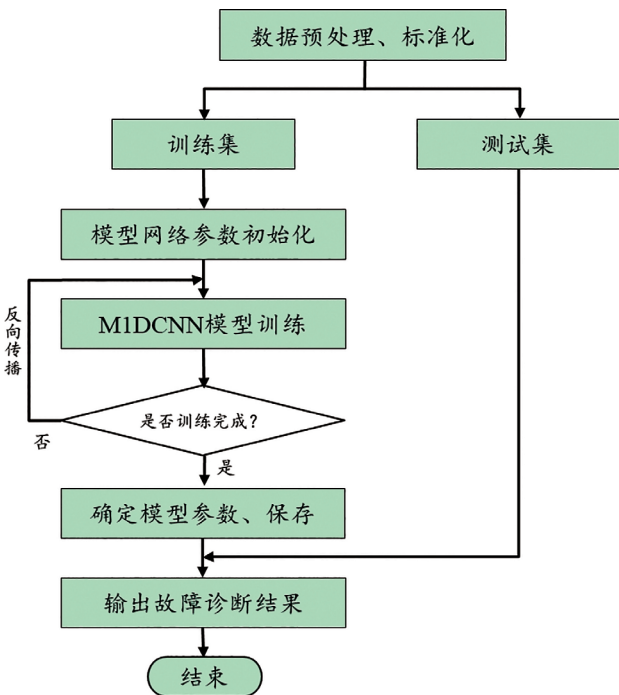 数据预处理、标准化
训练集
测试集
模型网络参数初始化
反向传播
M1DCNN模型训练
是否训练完成？
否
是
确定模型参数、保存
输出故障诊断结果
结束